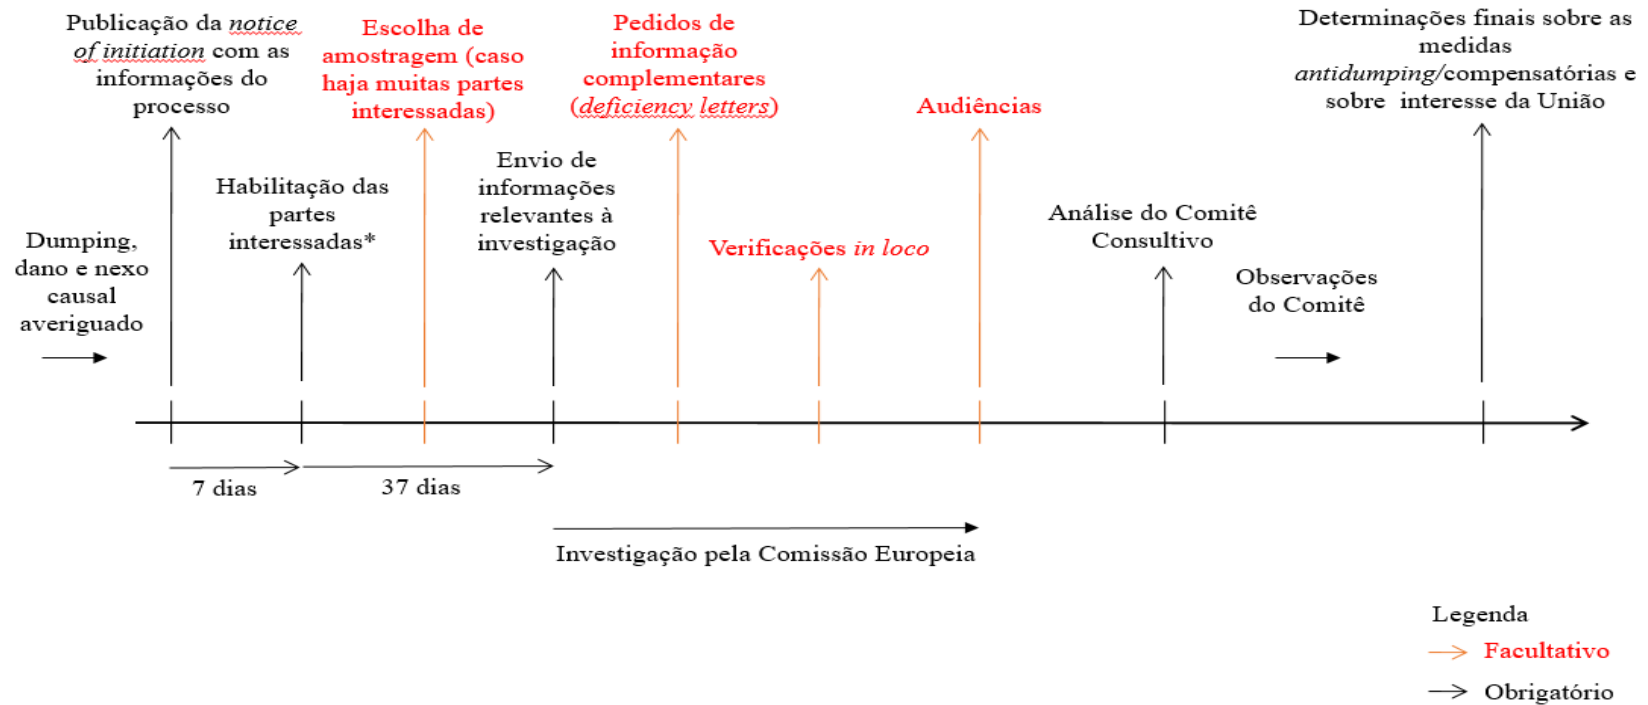 Publicação da notice
of initiation com as
informações do
processo
Escolha de
amostragem (caso
haja muitas partes
interessadas)
Pedidos de
informação
complementares
(deficiency letters)
Audiências
Determinações finais sobre as
medidas
antidumping/compensatórias e
sobre interesse da União
Habilitação das
partes
interessadas*
Envio de
informações
relevantes à
investigação
Verificações in loco
Análise do Comitê
Consultivo
Dumping,
dano e nexo
causal
averiguado
Observações
do Comitê
7 dias
37 dias
Investigação pela Comissão Europeia
Legenda
Facultativo
Obrigatório